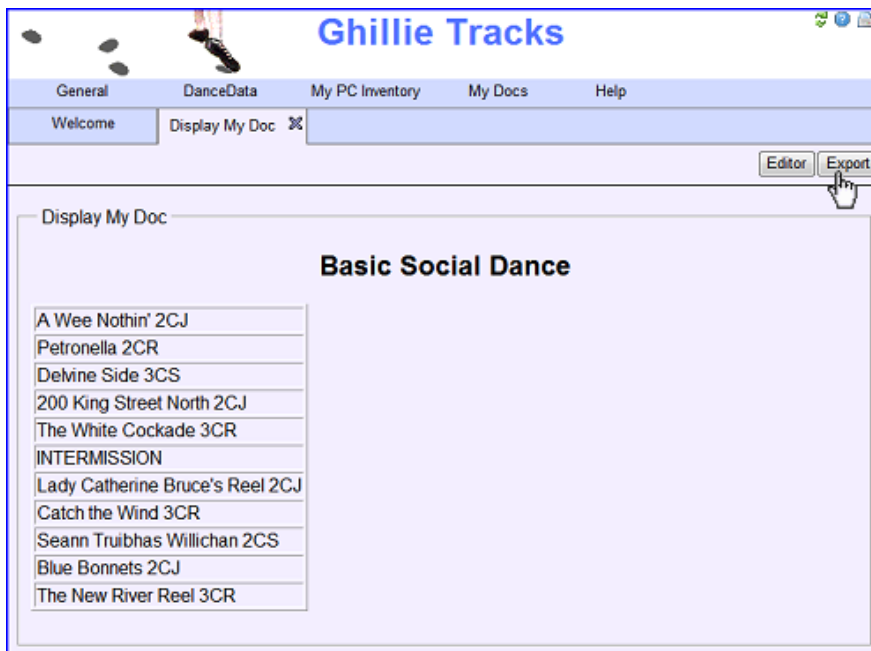 Ghillie Tracks
General DanceData My PC Inventory My Docs Help
Welcome Display My Doc
Editor Export
Display My Doc
Basic Social Dance
A Wee Nothin' 2CJ
Petronella 2CR
Delvine Side 3CS
200 King Street North 2CJ
The White Cockade 3CR
INTERMISSION
Lady Catherine Bruce's Reel 2CJ
Catch the Wind 3CR
Seann Truibhas Willichan 2CS
Blue Bonnets 2CJ
The New River Reel 3CR